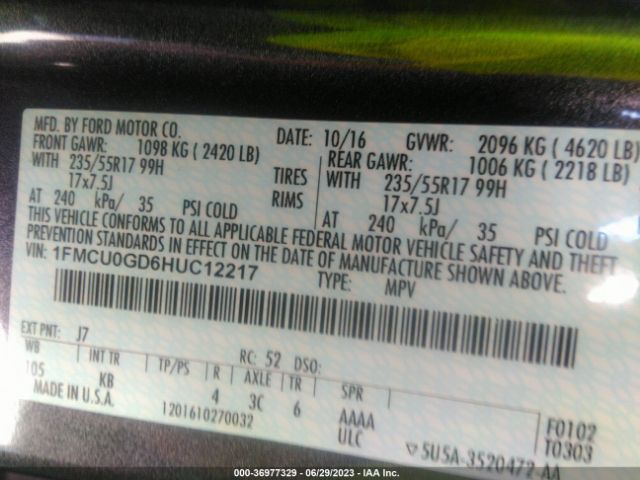 MFD. BY FORD MOTOR CO.
DATE: 10/16 GVWR: 2096 KG ( 4620 LB)
FRONT GAWR: 1098 KG ( 2420 LB)
REAR GAWR: 1006 KG ( 2218 LB)
WITH 235/55R17 99H TIRES WITH 235/55R17 99H
17x7.5J RIMS 17x7.5J
AT 240 kPa/ 35 PSI COLD AT 240 kPa/ 35 PSI COLD
THIS VEHICLE CONFORMS TO ALL APPLICABLE FEDERAL MOTOR VEHICLE SAFETY AND THEFT
PREVENTION STANDARDS IN EFFECT ON THE DATE OF MANUFACTURE SHOWN ABOVE.
VIN: 1FMCU0GD6HUC12217
TYPE: MPV
EXT PNT: J7 RC: 52 DSO:
WB INT TR TP/PS R AXLE TR SPR
105 KB 4 3C 6 AAAA F0102
MADE IN U.S.A. 1201610270032 ULC T0303
5U5A-3520472-AA
000-36977329 - 06/29/2023 - IAA Inc.